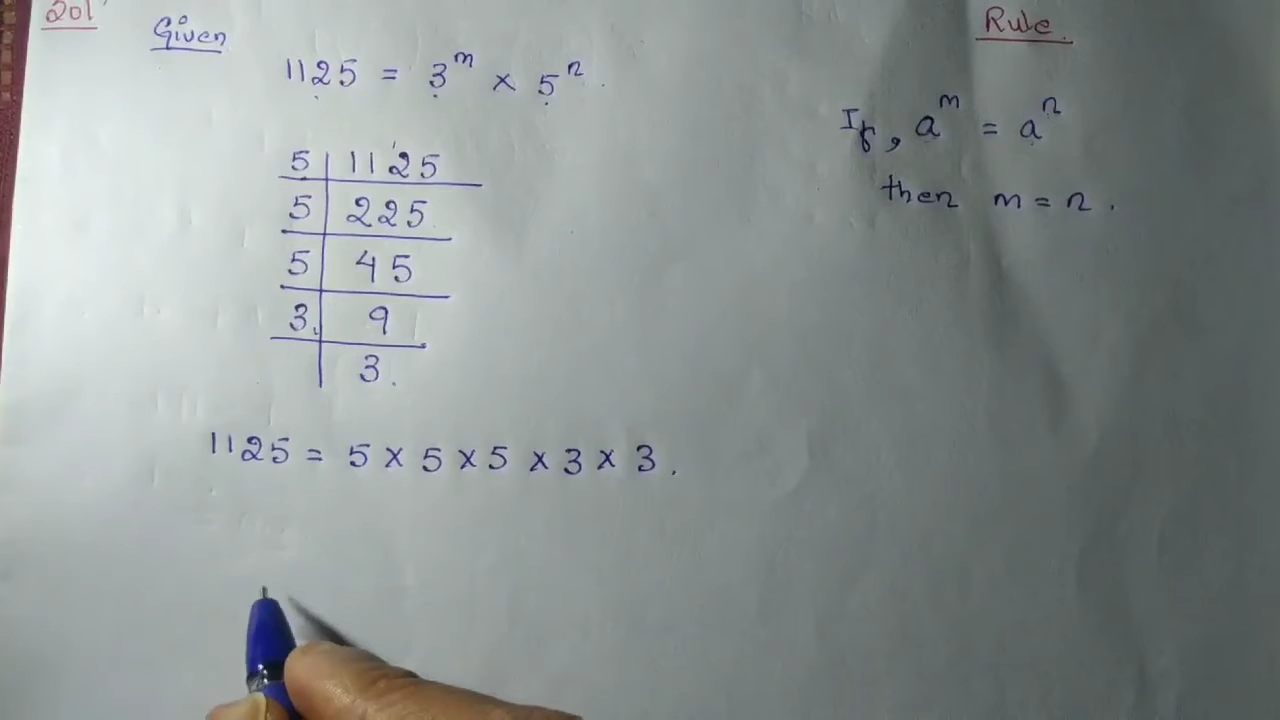 Sol'
Given
1125 = 3^m × 5^n .
5 | 1125
5 | 225
5 | 45
3 | 9
3 .
1125 = 5 × 5 × 5 × 3 × 3 .
Rule
If, a^m = a^n
then m = n .